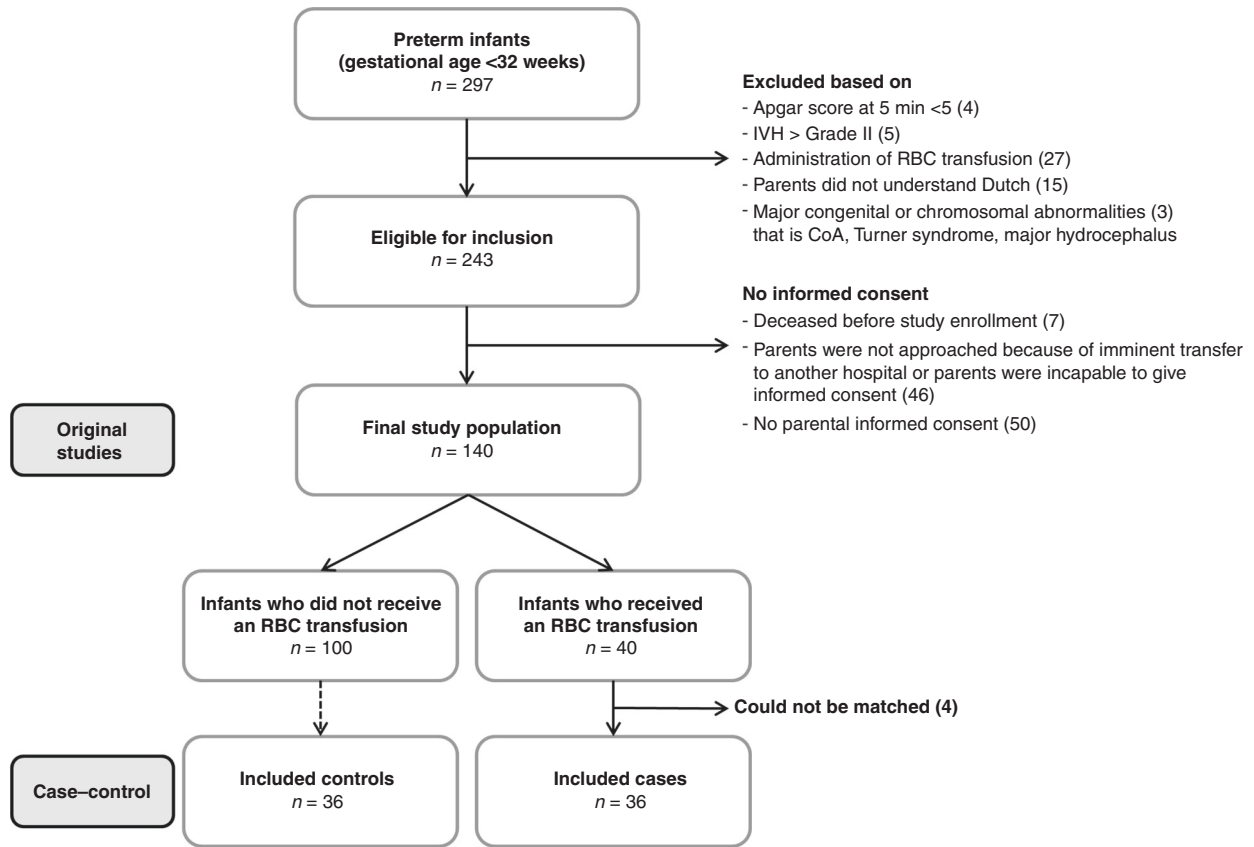 Preterm infants
(gestational age <32 weeks)
n = 297
Excluded based on
- Apgar score at 5 min <5 (4)
- IVH > Grade II (5)
- Administration of RBC transfusion (27)
- Parents did not understand Dutch (15)
- Major congenital or chromosomal abnormalities (3)
that is CoA, Turner syndrome, major hydrocephalus
Eligible for inclusion
n = 243
No informed consent
- Deceased before study enrollment (7)
- Parents were not approached because of imminent transfer
to another hospital or parents were incapable to give
informed consent (46)
- No parental informed consent (50)
Original
studies
Final study population
n = 140
Infants who did not receive
an RBC transfusion
n = 100
Infants who received
an RBC transfusion
n = 40
Could not be matched (4)
Case–control
Included controls
n = 36
Included cases
n = 36